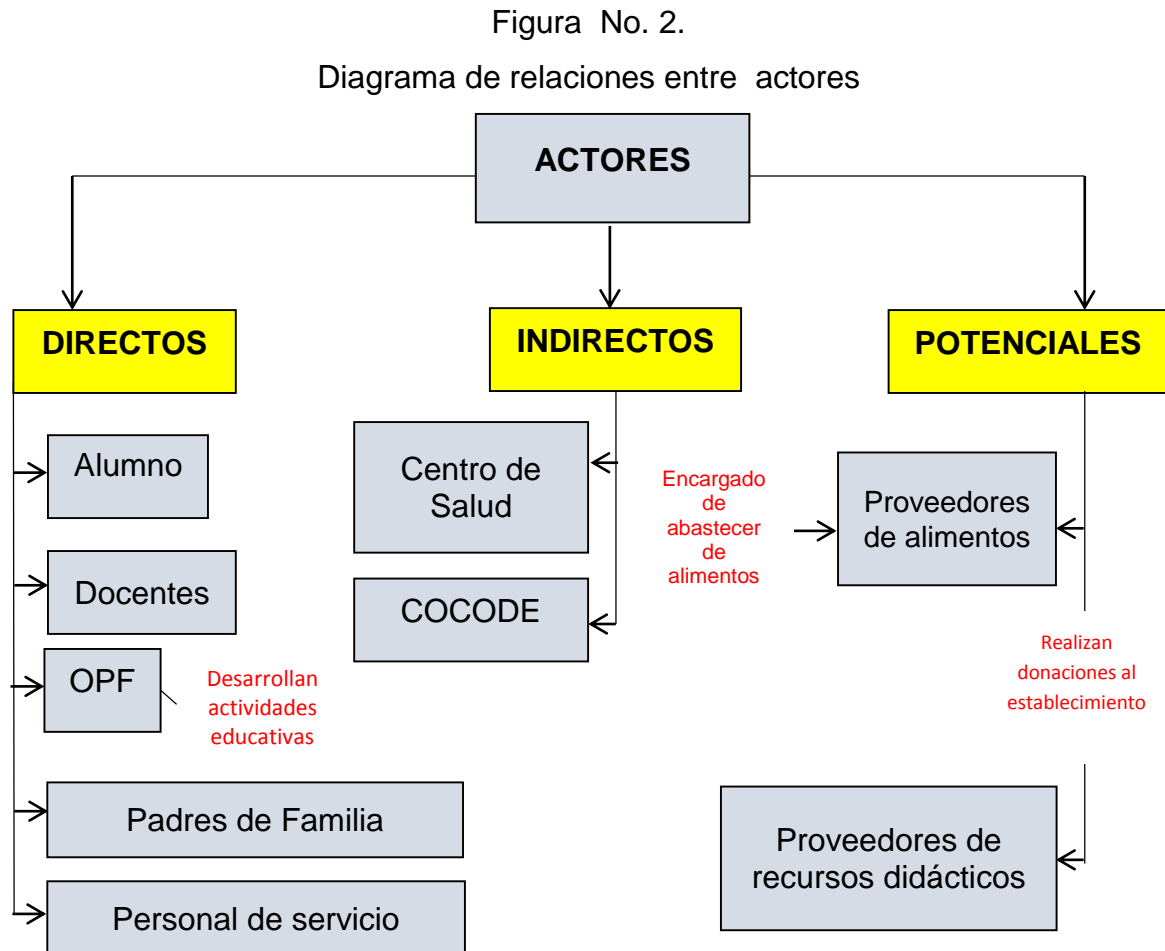 Figura No. 2.
Diagrama de relaciones entre actores
ACTORES
DIRECTOS
INDIRECTOS
POTENCIALES
Alumno
Docentes
OPF
Desarrollan
actividades
educativas
Padres de Familia
Personal de servicio
Centro de
Salud
COCODE
Encargado
de
abastecer
de
alimentos
Proveedores
de alimentos
Realizan
donaciones al
establecimiento
Proveedores de
recursos didácticos